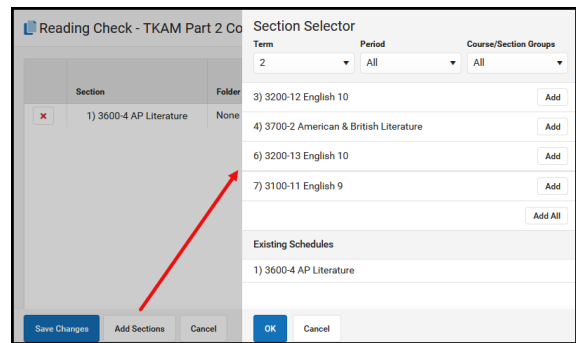 Reading Check - TKAM Part 2 Co
Section Folder
1) 3600-4 AP Literature None
Save Changes Add Sections Cancel
Section Selector
Term Period Course/Section Groups
2 All All
3) 3200-12 English 10 Add
4) 3700-2 American & British Literature Add
6) 3200-13 English 10 Add
7) 3100-11 English 9 Add
Add All
Existing Schedules
1) 3600-4 AP Literature
OK Cancel